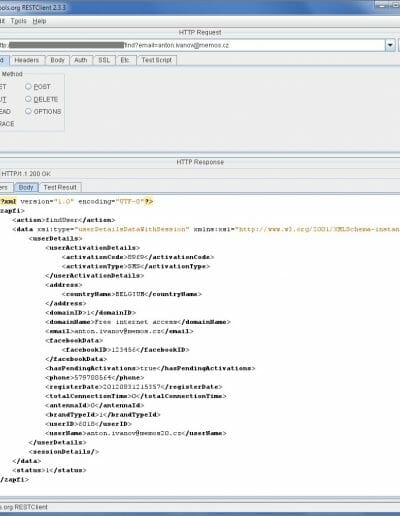 ools.org RESTClient 2.3.3
Edit Tools Help
HTTP Request
find?email=anton.ivanov@memos.cz
Headers Body Auth SSL Etc. Test Script
Method
ET POST
UT DELETE
EAD OPTIONS
RACE
HTTP Response
HTTP/1.1 200 OK
ers Body Test Result
?xml version="1.0" encoding="UTF-8"?>
zapfi>
<action>findUser</action>
<data xsi:type="userDetailsDataWithSession" xmlns:xsi="http://www.w3.org/2001/XMLSchema-instan
<userDetails>
<userActivationDetails>
<activationCode>8969</activationCode>
<activationType>SMS</activationType>
</userActivationDetails>
<address>
<countryName>BELGIUM</countryName>
</address>
<domainID>1</domainID>
<domainName>Free internet access</domainName>
<email>anton.ivanov@memos.cz</email>
<facebookData>
<facebookID>123456</facebookID>
</facebookData>
<hasPendingActivations>true</hasPendingActivations>
<phone>579788564</phone>
<registerDate>20120831215357</registerDate>
<totalConnectionTime>0</totalConnectionTime>
<antennaId>0</antennaId>
<brandTypeId>1</brandTypeId>
<userID>6018</userID>
<userName>anton.ivanov@memos20.cz</userName>
</userDetails>
<sessionDetails/>
</data>
<status>1</status>
/zapfi>
s.org RESTClient